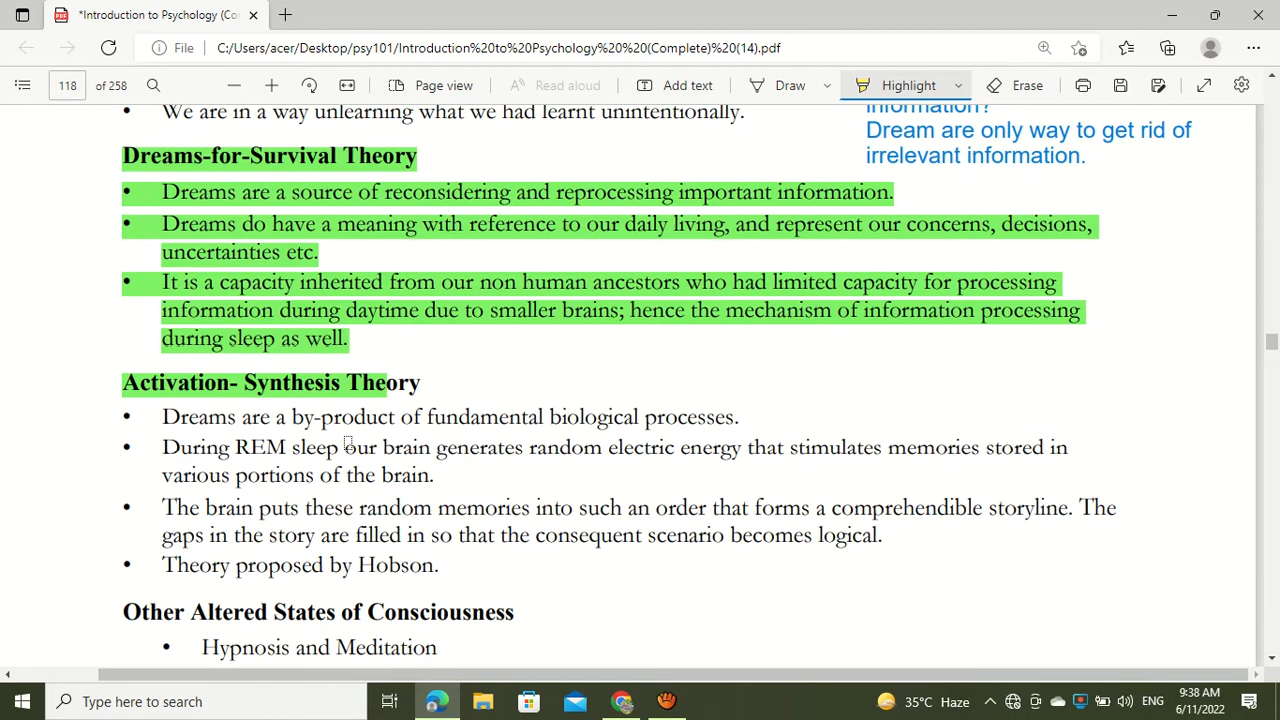 *Introduction to Psychology (Co
File
C:/Users/acer/Desktop/psy101/Introduction%20to%20Psychology%20%20(Complete)%20(14).pdf
118 of 258
Page view
Read aloud
Add text
Draw
Highlight
Erase
• We are in a way unlearning what we had learnt unintentionally.
information?
Dream are only way to get rid of
irrelevant information.
Dreams-for-Survival Theory
• Dreams are a source of reconsidering and reprocessing important information.
• Dreams do have a meaning with reference to our daily living, and represent our concerns, decisions,
uncertainties etc.
• It is a capacity inherited from our non human ancestors who had limited capacity for processing
information during daytime due to smaller brains; hence the mechanism of information processing
during sleep as well.
Activation- Synthesis Theory
• Dreams are a by-product of fundamental biological processes.
• During REM sleep our brain generates random electric energy that stimulates memories stored in
various portions of the brain.
• The brain puts these random memories into such an order that forms a comprehendible storyline. The
gaps in the story are filled in so that the consequent scenario becomes logical.
• Theory proposed by Hobson.
Other Altered States of Consciousness
• Hypnosis and Meditation
Type here to search
35°C Haze
ENG
9:38 AM
6/11/2022